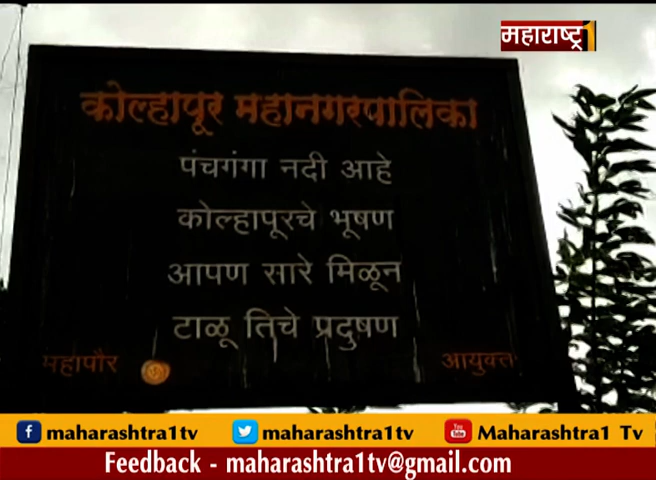 महाराष्ट्र 1
कोल्हापूर महानगरपालिका
पंचगंगा नदी आहे
कोल्हापूरचे भूषण
आपण सारे मिळून
टाळू तिचे प्रदुषण
महापौर आयुक्त
maharashtra1tv maharashtra1tv Maharashtra1 Tv
Feedback - maharashtra1tv@gmail.com